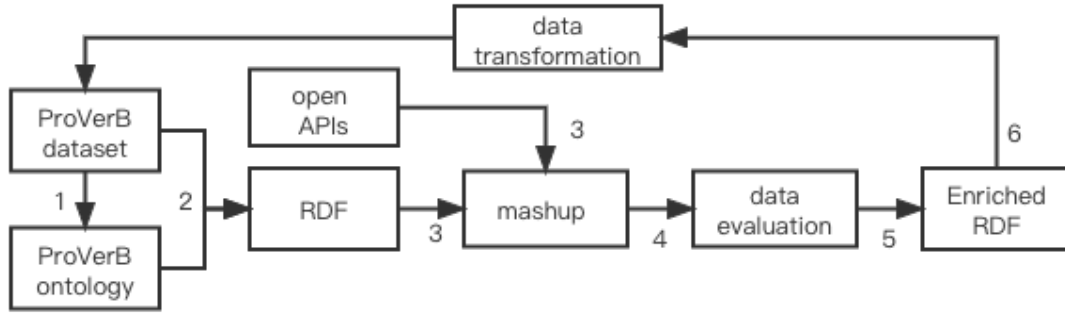 data
transformation
open
APIs
ProVerB
dataset
3
6
1
2
RDF
mashup
data
evaluation
Enriched
RDF
3
4
5
ProVerB
ontology